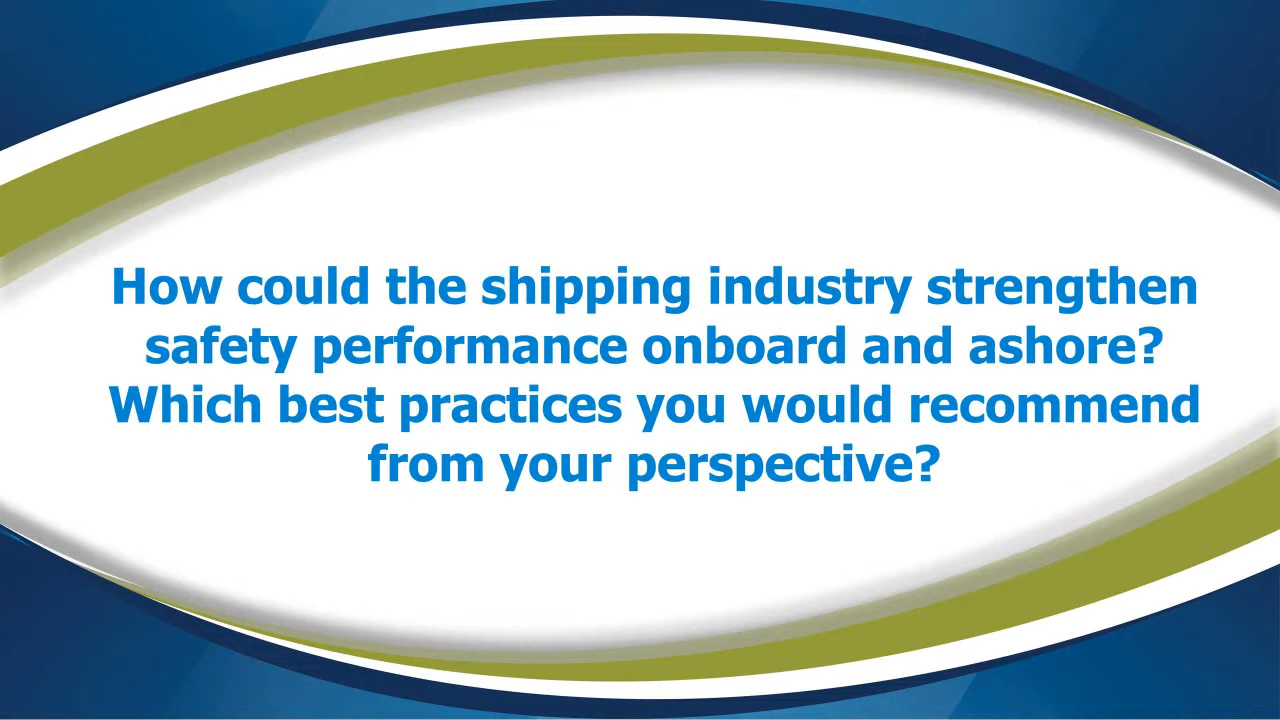 How could the shipping industry strengthen
safety performance onboard and ashore?
Which best practices you would recommend
from your perspective?